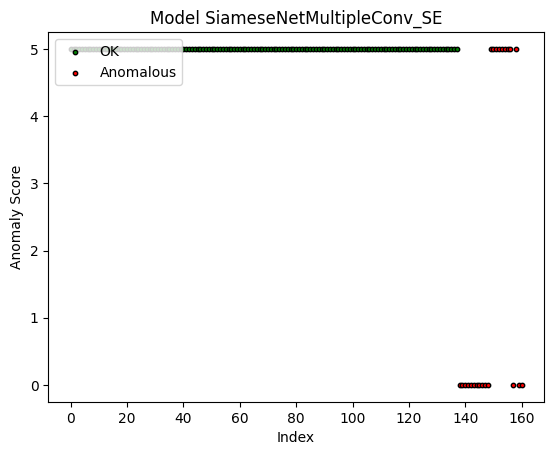 Model SiameseNetMultipleConv_SE
5
OK
Anomalous
4
3
2
1
0
Anomaly Score
0 20 40 60 80 100 120 140 160
Index